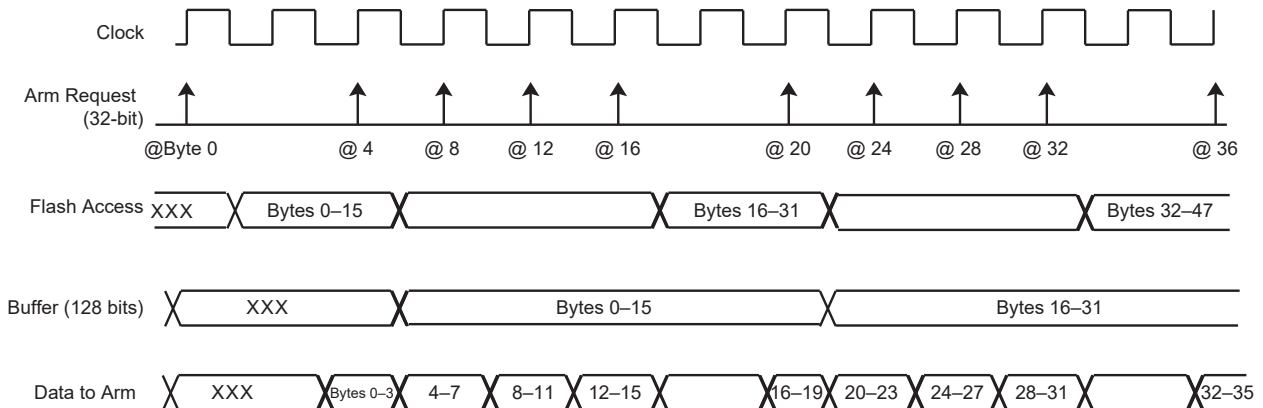 Clock
Arm Request
(32-bit)
@Byte 0 @ 4 @ 8 @ 12 @ 16 @ 20 @ 24 @ 28 @ 32 @ 36
Flash Access XXX Bytes 0–15 Bytes 16–31 Bytes 32–47
Buffer (128 bits) XXX Bytes 0–15 Bytes 16–31
Data to Arm XXX Bytes 0–3 4–7 8–11 12–15 16–19 20–23 24–27 28–31 32–35